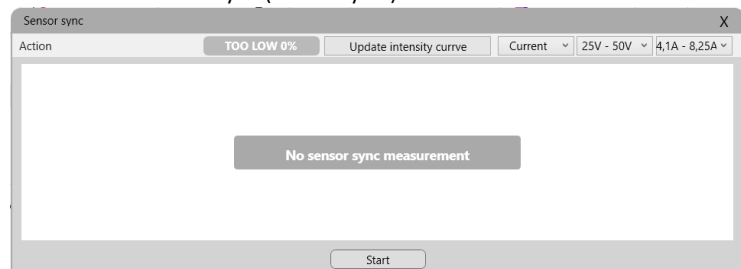 Sensor sync X
Action TOO LOW 0% Update intensity currve Current 25V - 50V 4,1A - 8,25A
No sensor sync measurement
Start